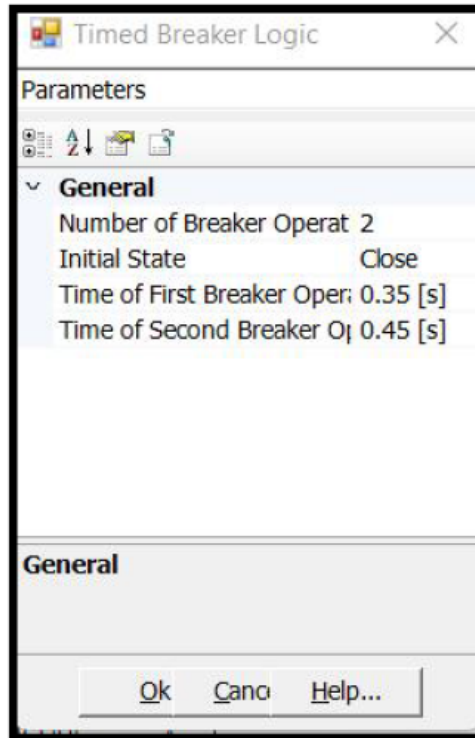 Timed Breaker Logic
Parameters
General
Number of Breaker Operat 2
Initial State Close
Time of First Breaker Oper 0.35 [s]
Time of Second Breaker Op 0.45 [s]
General
Ok Canc Help...